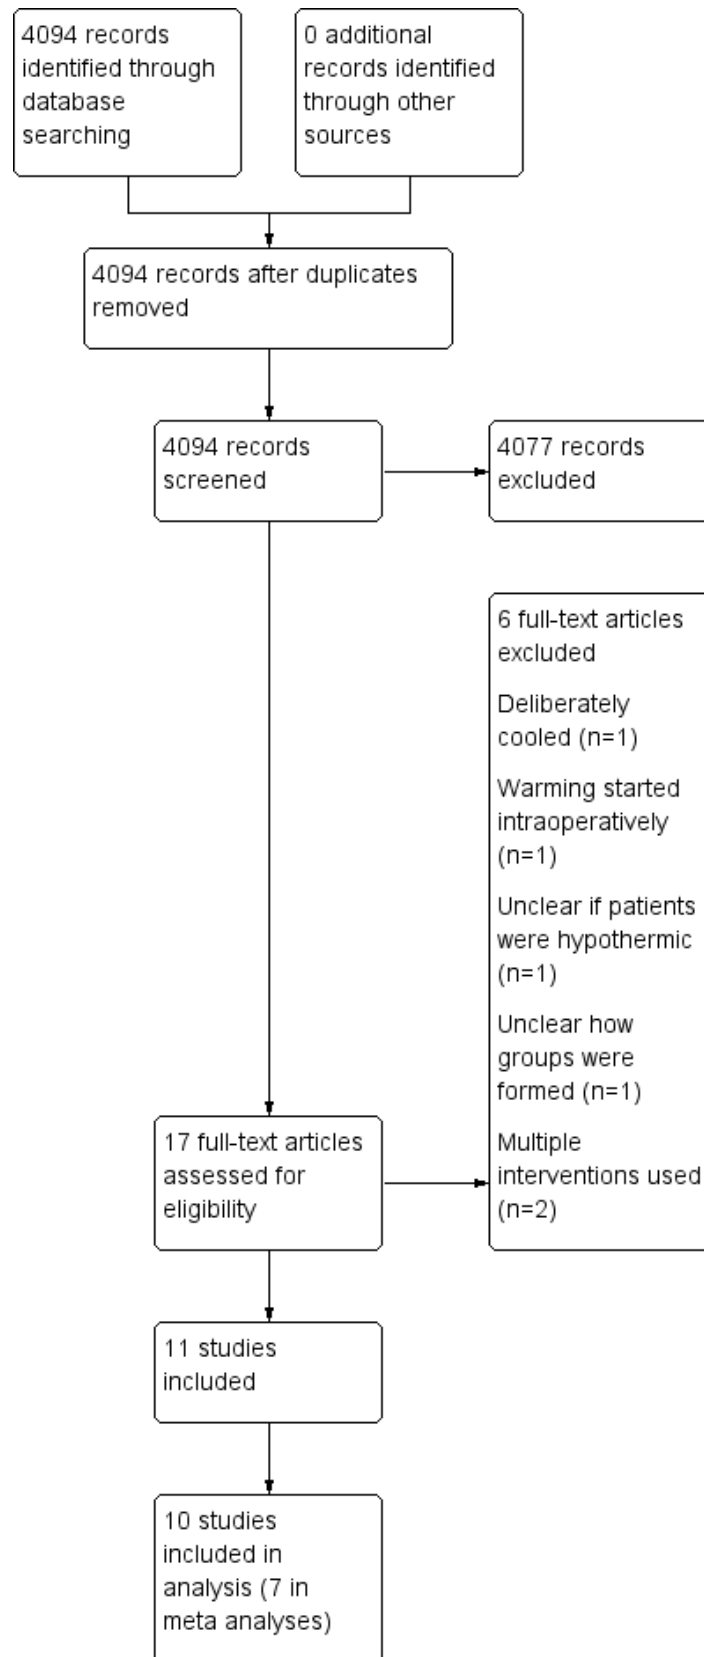 4094 records
identified through
database
searching
0 additional
records identified
through other
sources
4094 records after duplicates
removed
4094 records
screened
4077 records
excluded
6 full-text articles
excluded
Deliberately
cooled (n=1)
Warming started
intraoperatively
(n=1)
Unclear if patients
were hypothermic
(n=1)
Unclear how
groups were
formed (n=1)
Multiple
interventions used
(n=2)
17 full-text articles
assessed for
eligibility
11 studies
included
10 studies
included in
analysis (7 in
meta analyses)